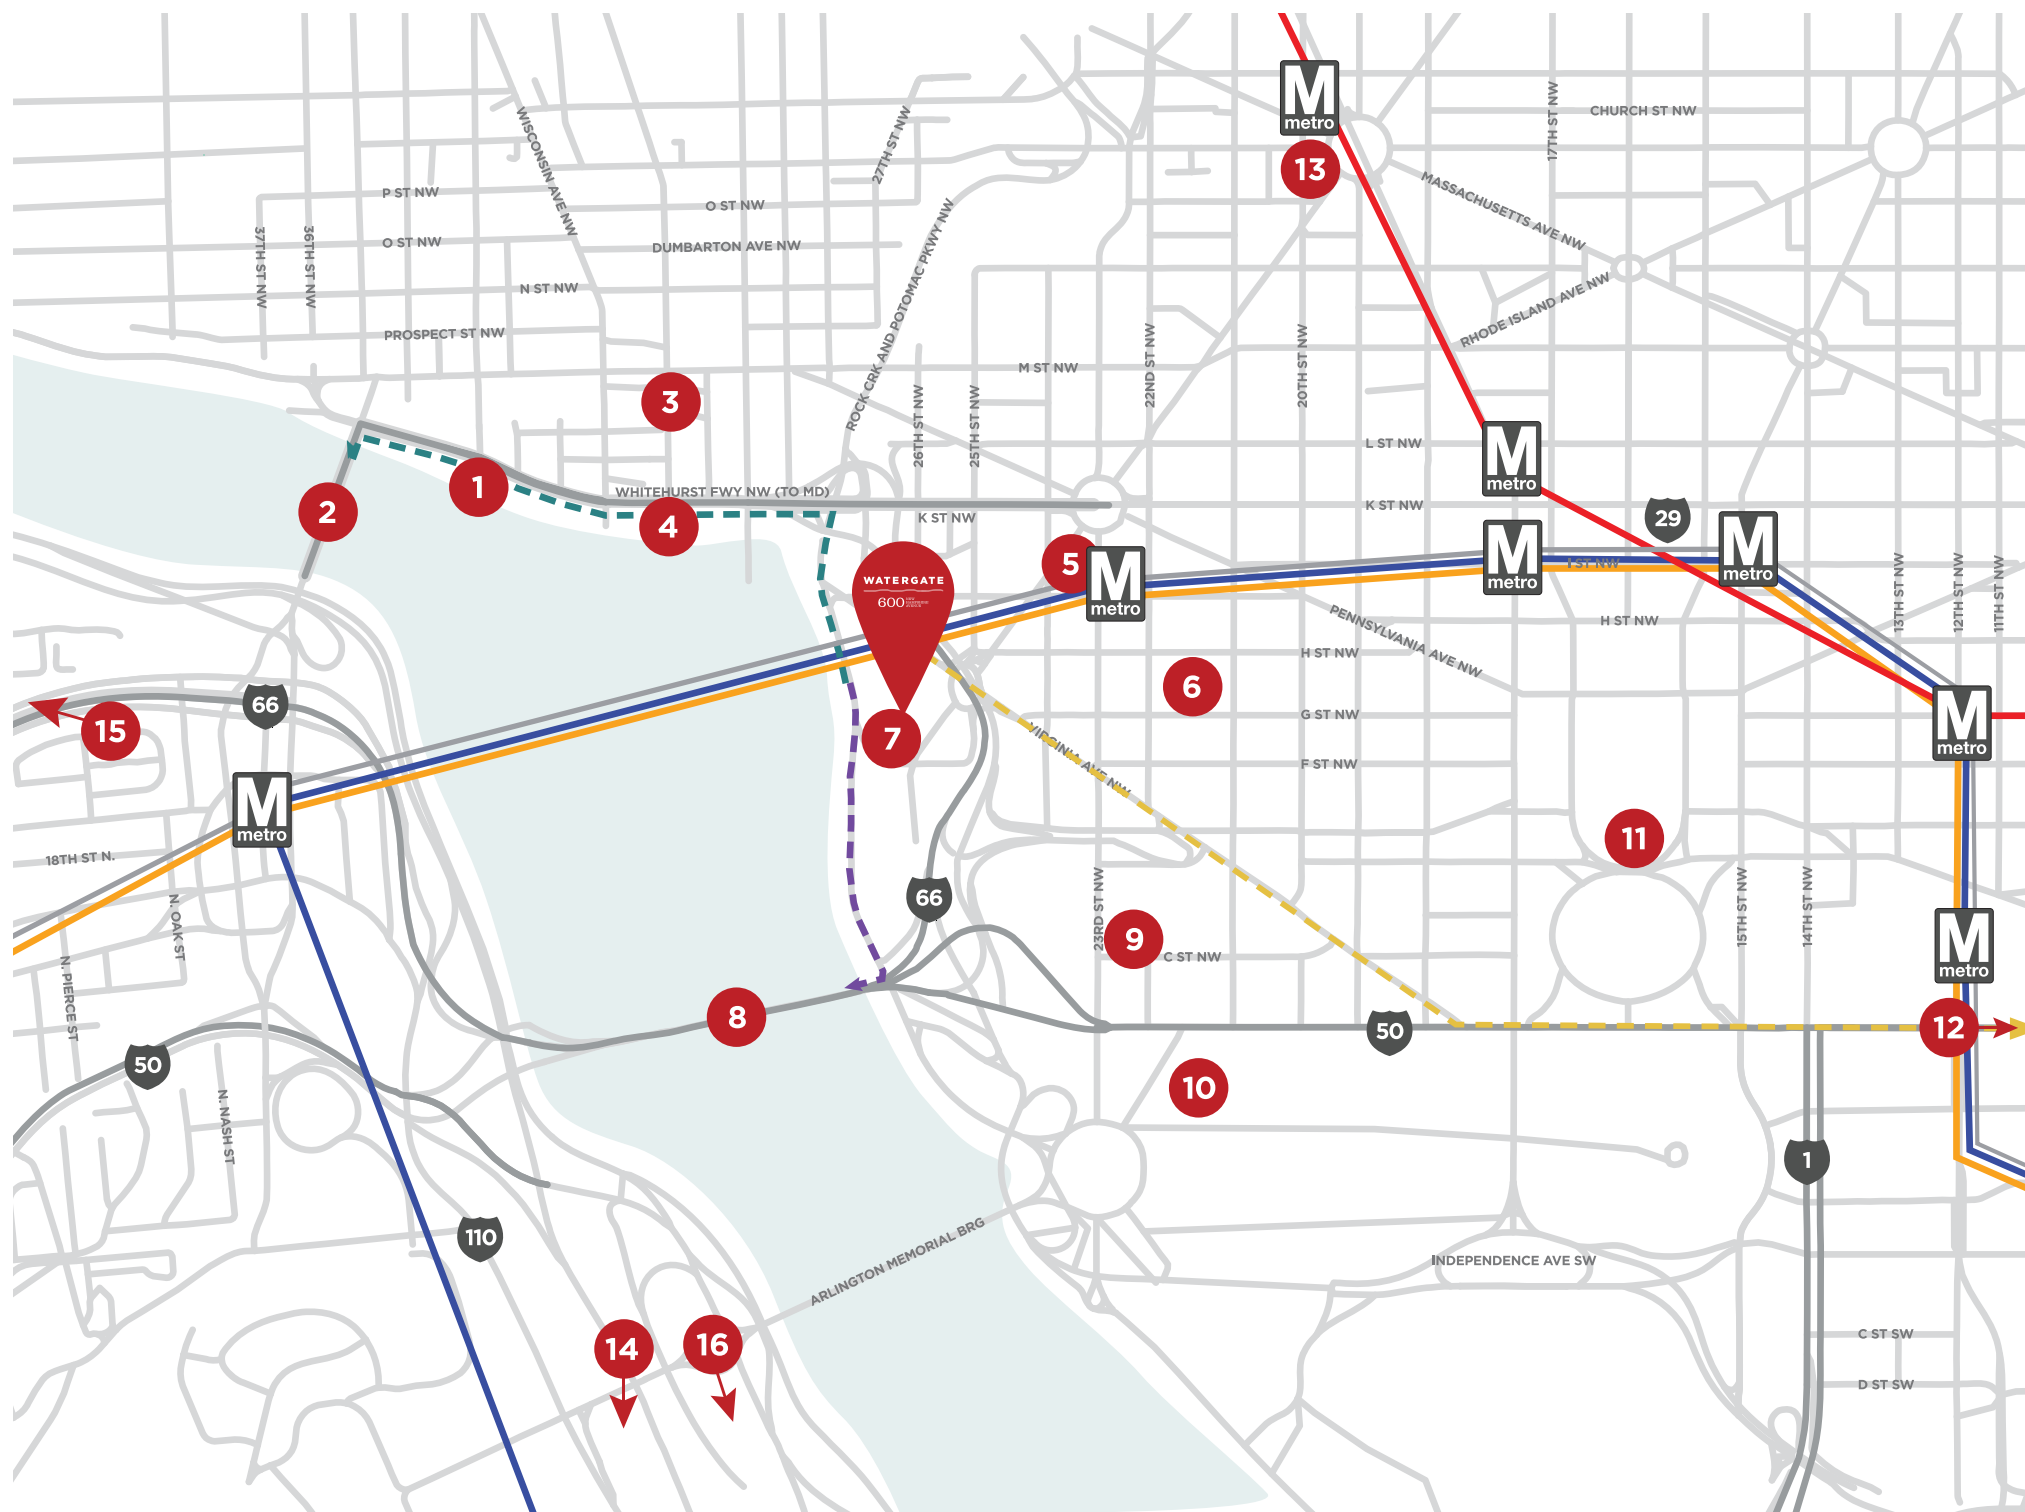 M
metro
13
17TH ST NW
CHURCH ST NW
MASSACHUSETTS AVE NW
RHODE ISLAND AVE NW
WISCONSIN AVE NW
27TH ST NW
P ST NW
O ST NW
O ST NW
DUMBARTON AVE NW
37TH ST NW
36TH ST NW
N ST NW
PROSPECT ST NW
ROCK CRK AND POTOMAC PKWY NW
M ST NW
22ND ST NW
20TH ST NW
26TH ST NW
25TH ST NW
3
L ST NW
M
metro
1
2
4
WHITEHURST FWY NW (TO MD)
K ST NW
K ST NW
29
5
M
metro
M
metro
M
metro
I ST NW
WATERGATE
600
13TH ST NW
12TH ST NW
11TH ST NW
PENNSYLVANIA AVE NW
H ST NW
H ST NW
6
G ST NW
F ST NW
VIRGINIA AVE NW
7
66
15
M
metro
M
metro
18TH ST N.
N. OAK ST
N. PIERCE ST
N. NASH ST
11
66
23RD ST NW
9
C ST NW
15TH ST NW
14TH ST NW
M
metro
8
50
12
50
10
1
110
ARLINGTON MEMORIAL BRG
INDEPENDENCE AVE SW
14
16
C ST SW
D ST SW